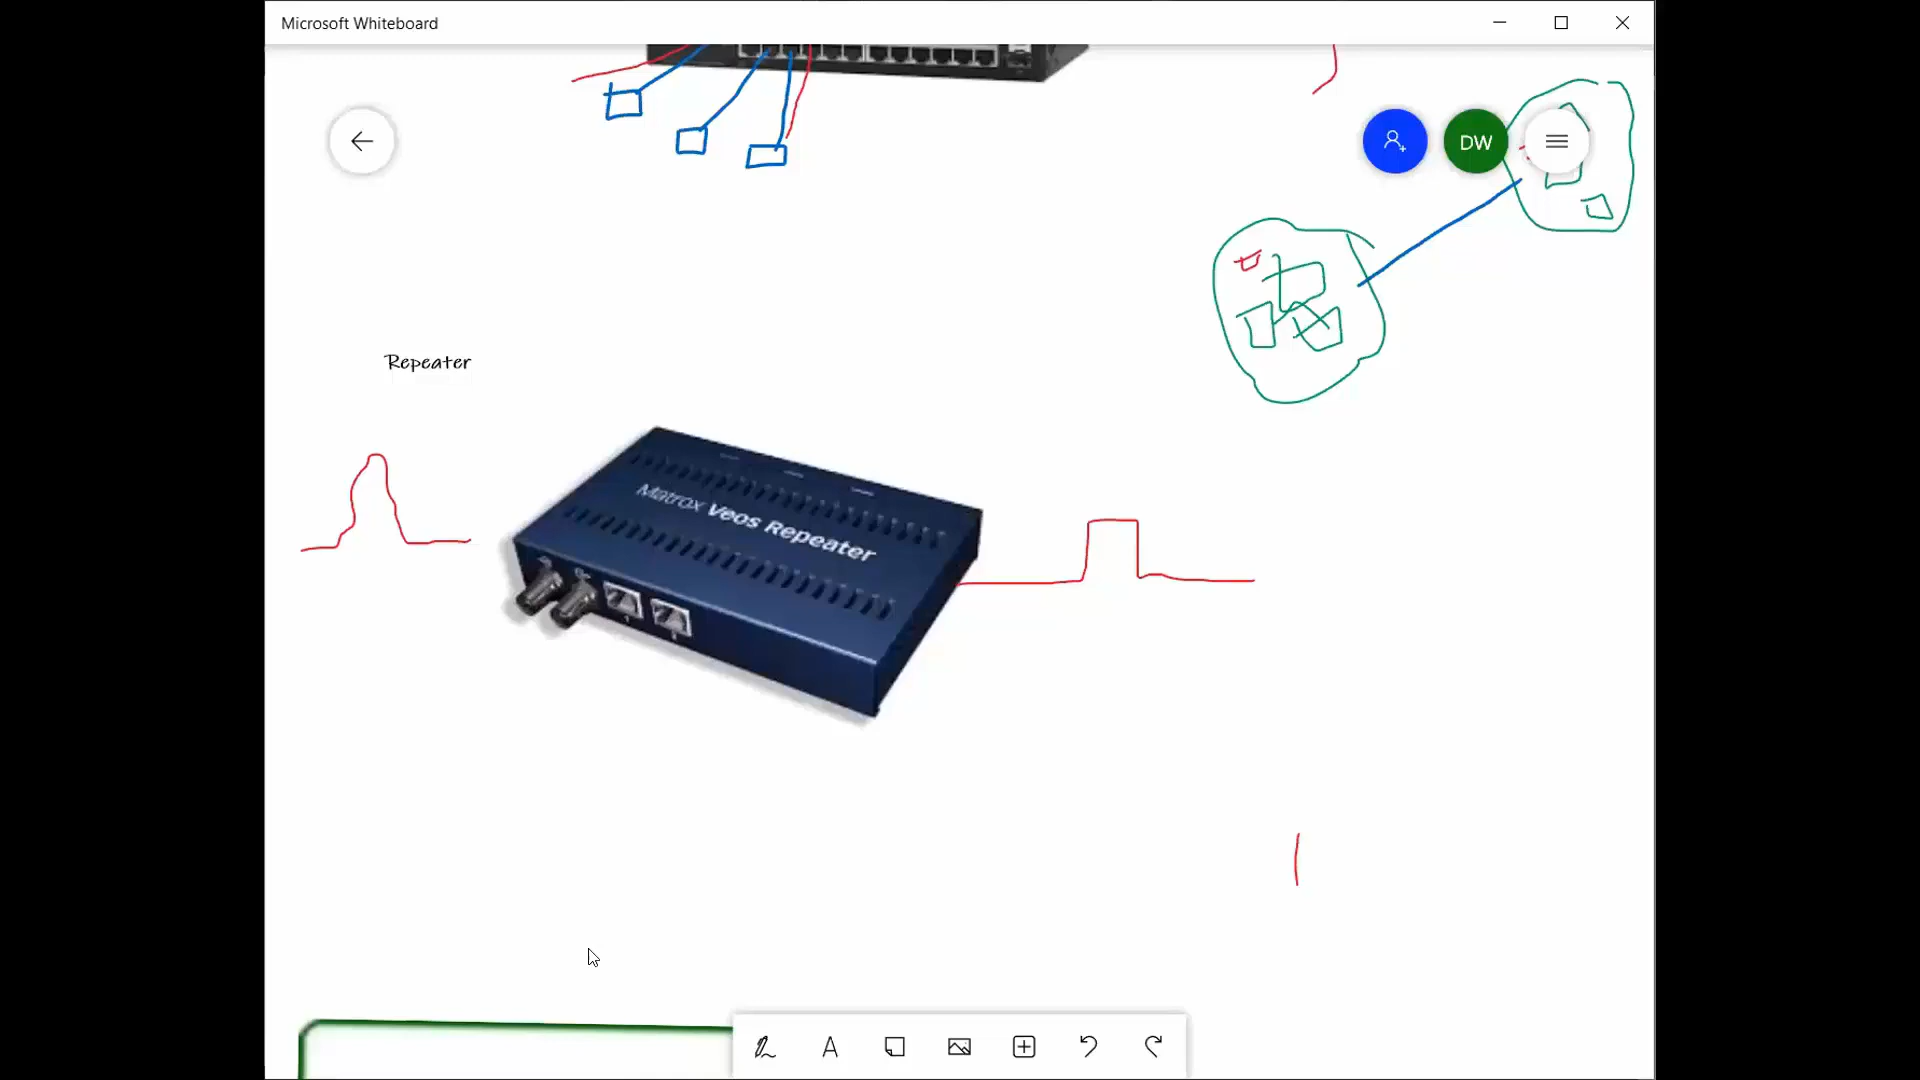 Microsoft Whiteboard
DW
Repeater
Matrox Veos Repeater